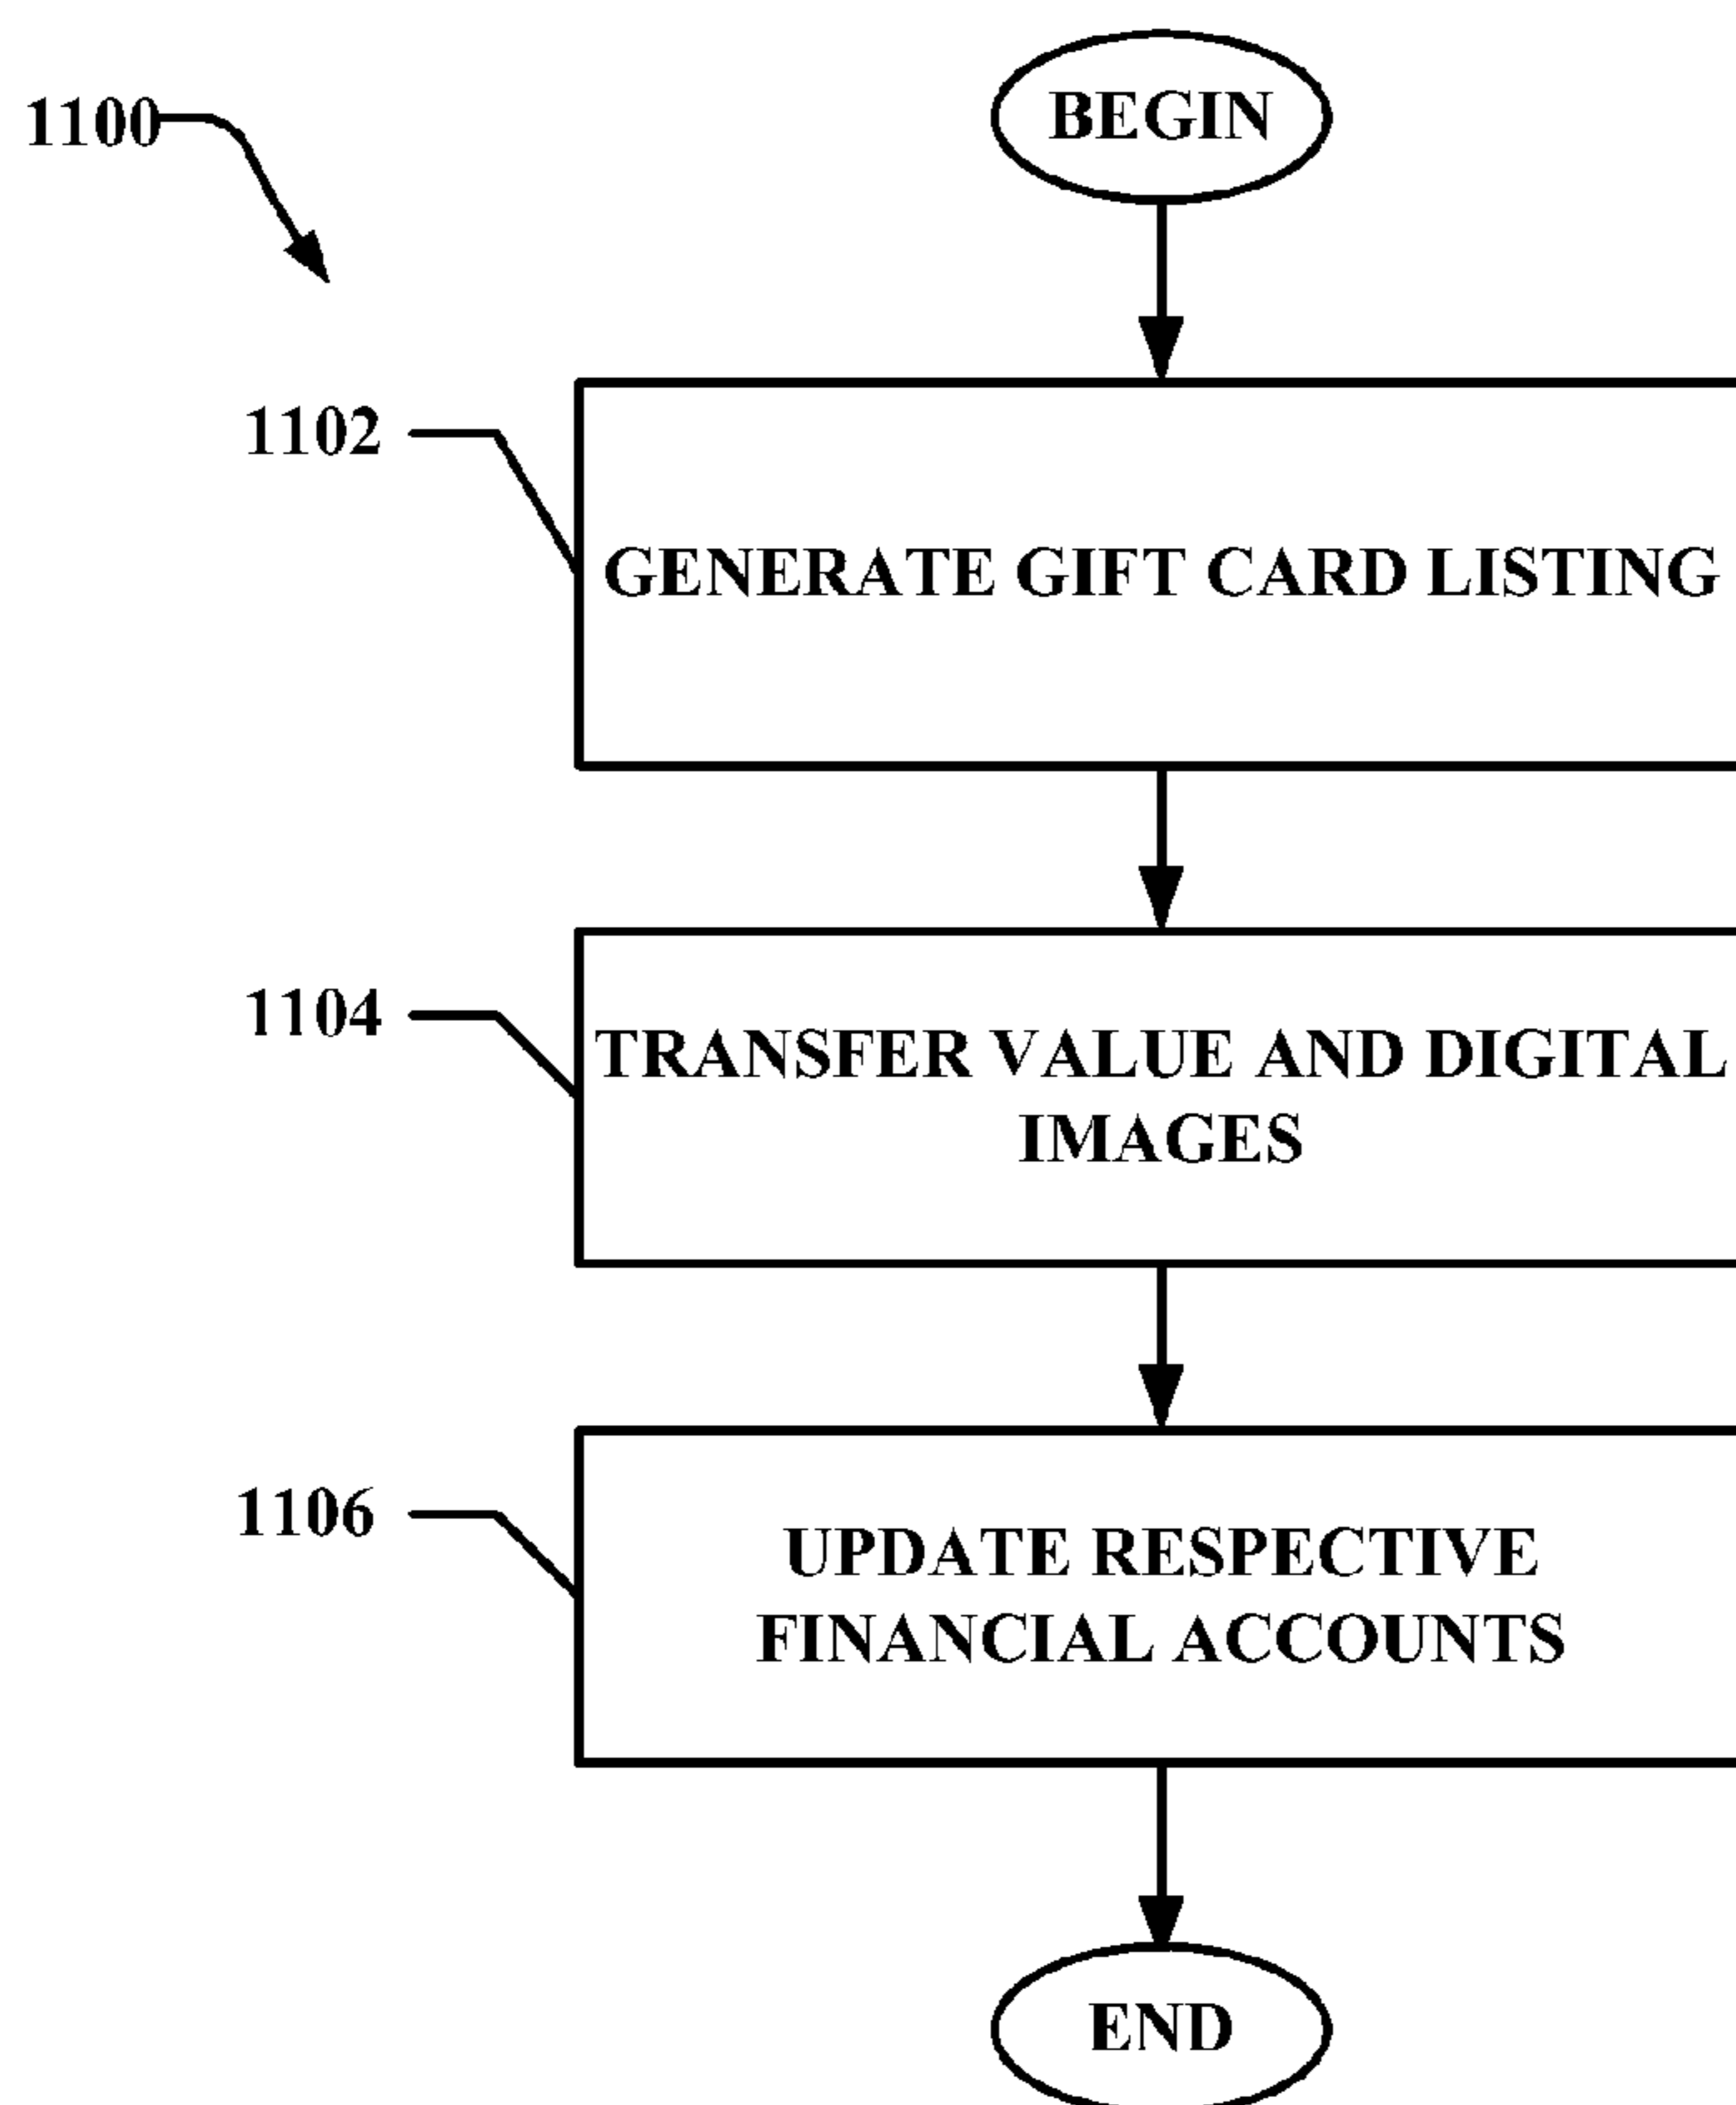 1100
BEGIN
1102
GENERATE GIFT CARD LISTING
1104
TRANSFER VALUE AND DIGITAL
IMAGES
1106
UPDATE RESPECTIVE
FINANCIAL ACCOUNTS
END